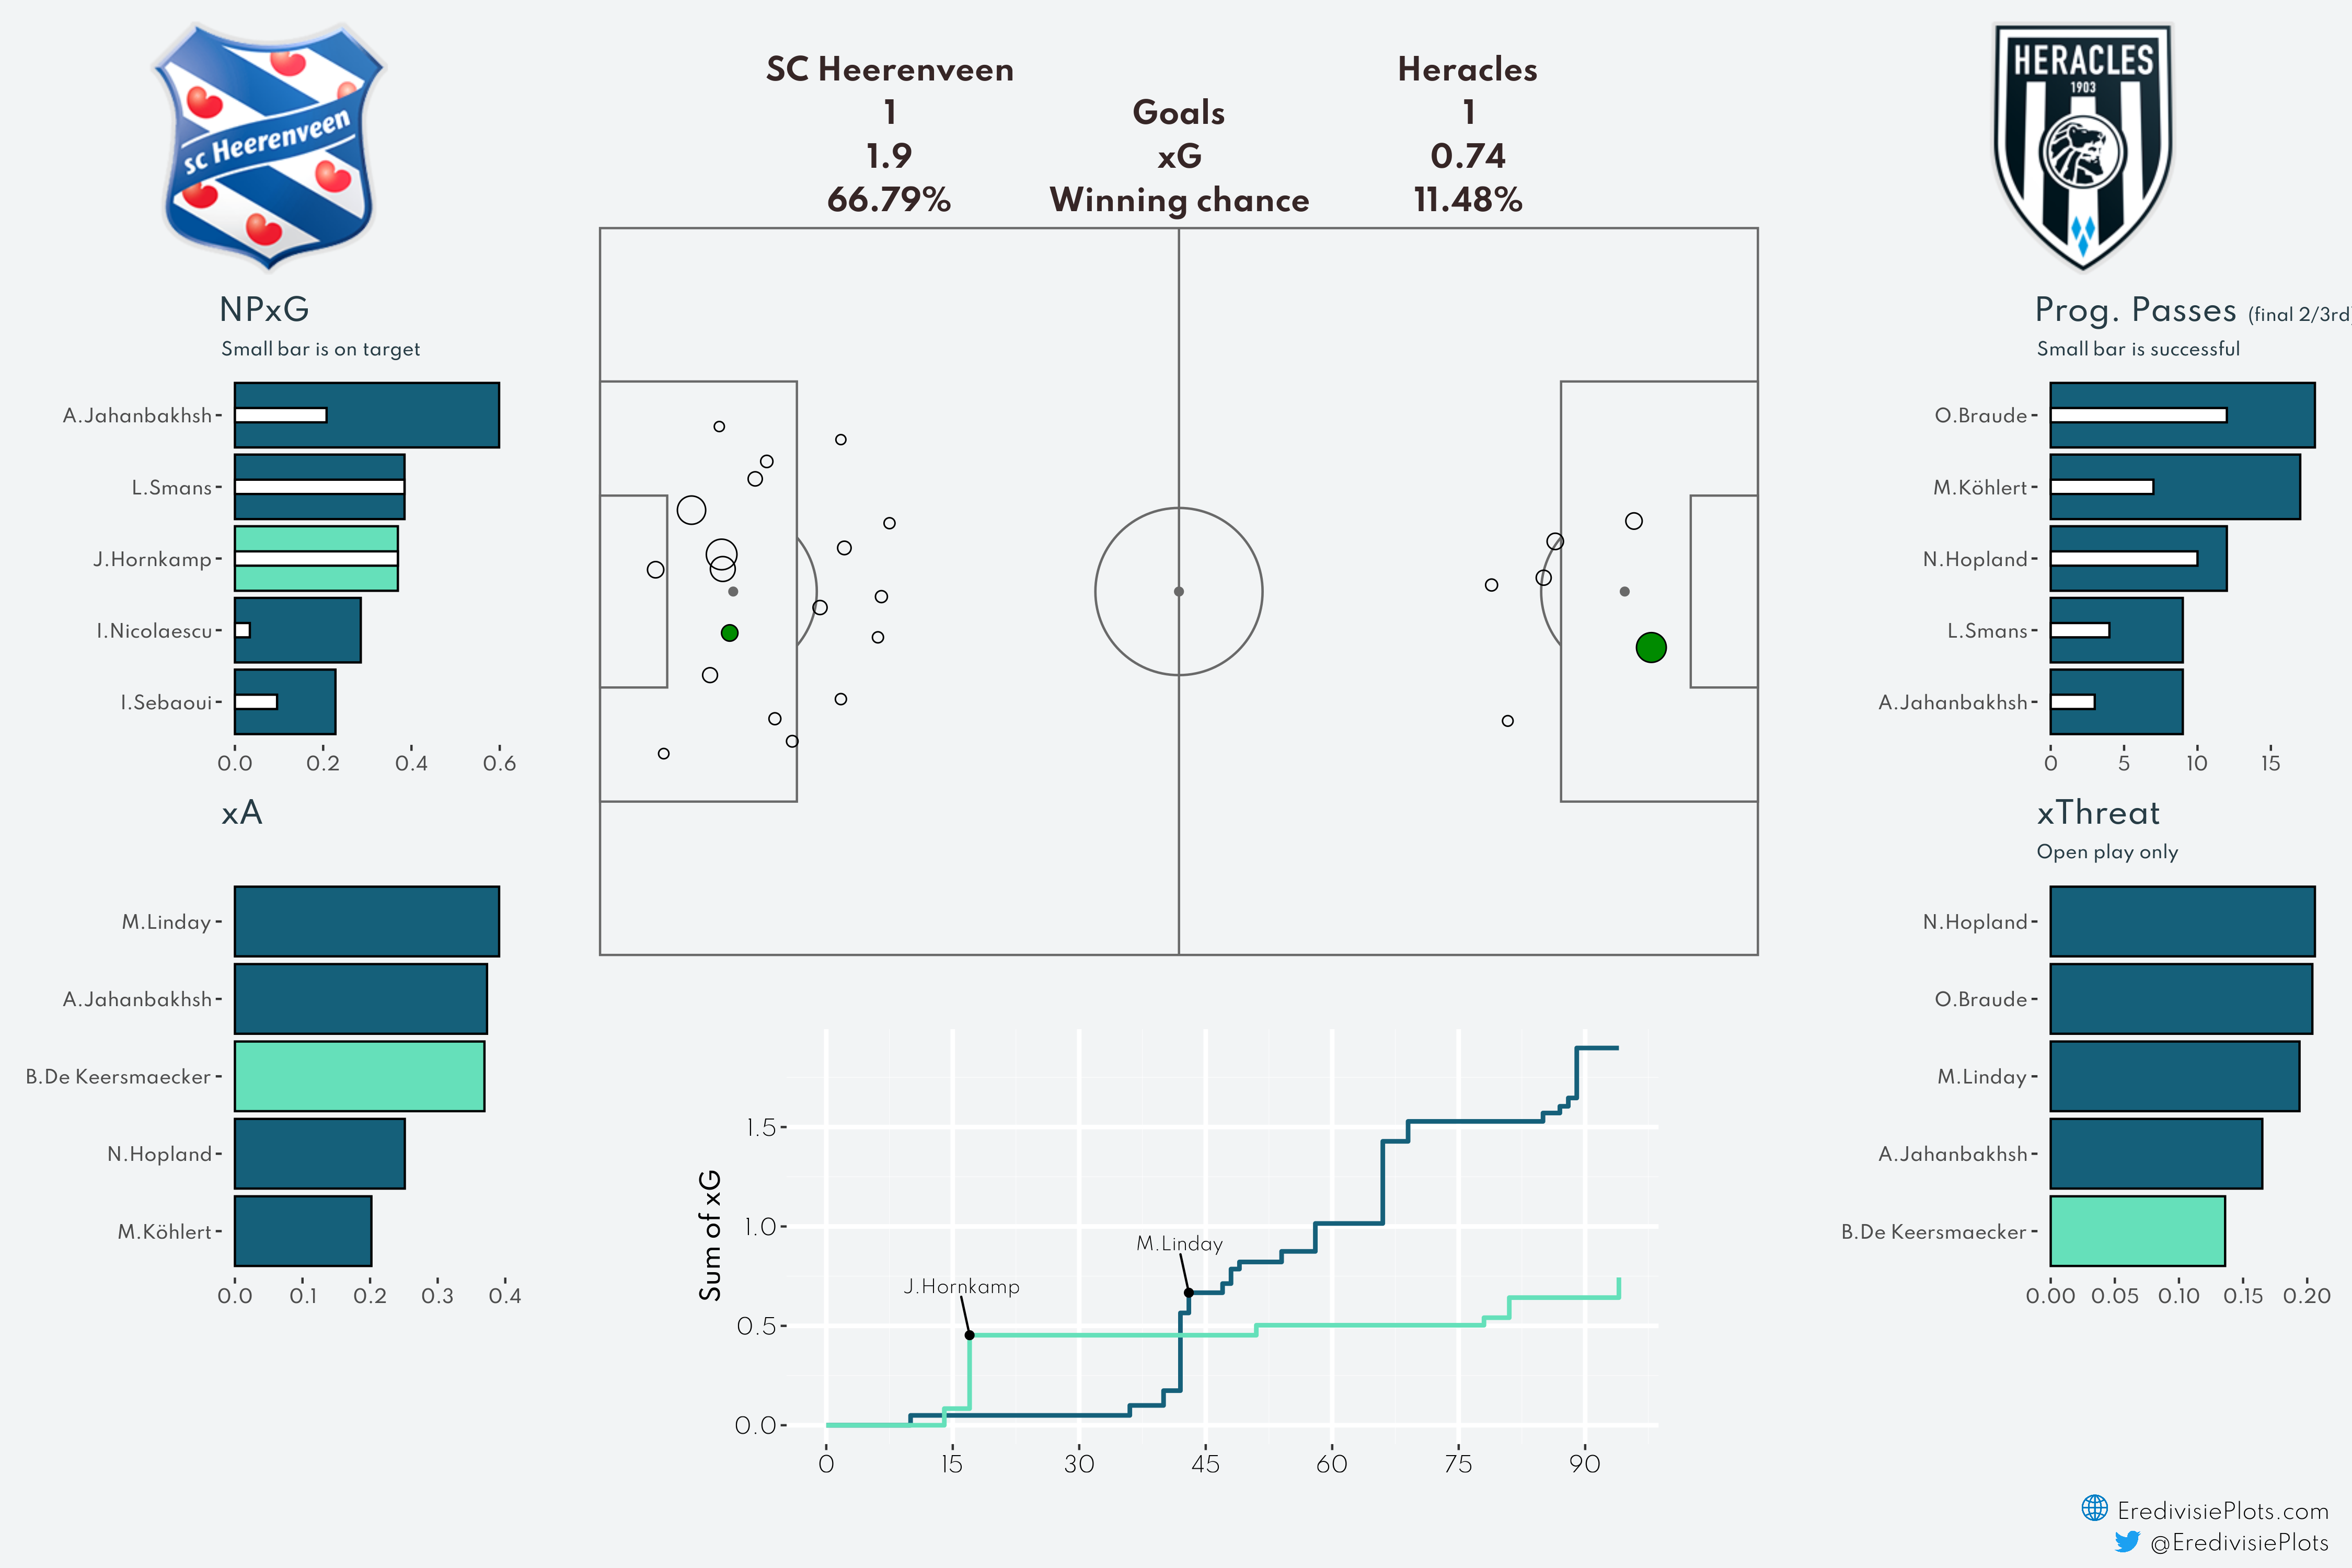 sc Heerenveen
HERACLES
1903
SC Heerenveen Heracles
1 Goals 1
1.9 xG 0.74
66.79% Winning chance 11.48%
NPxG
Small bar is on target
A.Jahanbakhsh
L.Smans
J.Hornkamp
I.Nicolaescu
I.Sebaoui
0.0 0.2 0.4 0.6
xA
M.Linday
A.Jahanbakhsh
B.De Keersmaecker
N.Hopland
M.Köhlert
0.0 0.1 0.2 0.3 0.4
Sum of xG
1.5
1.0
0.5
0.0
M.Linday
J.Hornkamp
0 15 30 45 60 75 90
Prog. Passes (final 2/3rd
Small bar is successful
O.Braude
M.Köhlert
N.Hopland
L.Smans
A.Jahanbakhsh
0 5 10 15
xThreat
Open play only
N.Hopland
O.Braude
M.Linday
A.Jahanbakhsh
B.De Keersmaecker
0.00 0.05 0.10 0.15 0.20
EredivisiePlots.com
@EredivisiePlots